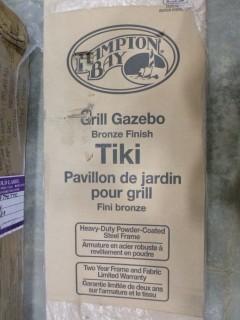 HAMPTON
BAY
Grill Gazebo
Bronze Finish
Tiki
Pavillon de jardin
pour grill
Fini bronze
Heavy-Duty Powder-Coated
Steel Frame
Armature en acier robuste à
revêtement en poudre
Two Year Frame and Fabric
Limited Warranty
Garantie limitée de deux ans
sur l'armature et le tissu